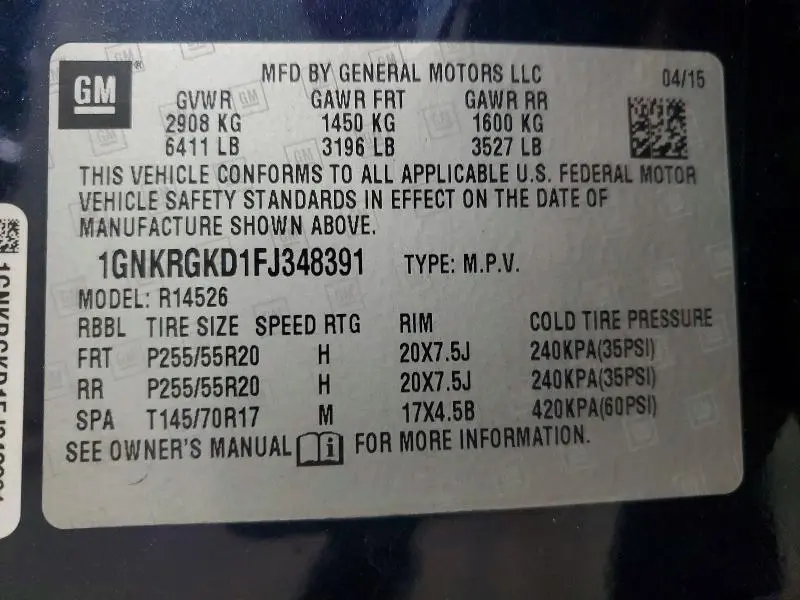 GM
MFD BY GENERAL MOTORS LLC
04/15
GVWR GAWR FRT GAWR RR
2908 KG 1450 KG 1600 KG
6411 LB 3196 LB 3527 LB
THIS VEHICLE CONFORMS TO ALL APPLICABLE U.S. FEDERAL MOTOR
VEHICLE SAFETY STANDARDS IN EFFECT ON THE DATE OF
MANUFACTURE SHOWN ABOVE.
1GNKRGKD1FJ348391 TYPE: M.P.V.
MODEL: R14526
RBBL TIRE SIZE SPEED RTG RIM COLD TIRE PRESSURE
FRT P255/55R20 H 20X7.5J 240KPA(35PSI)
RR P255/55R20 H 20X7.5J 240KPA(35PSI)
SPA T145/70R17 M 17X4.5B 420KPA(60PSI)
SEE OWNER'S MANUAL i FOR MORE INFORMATION.